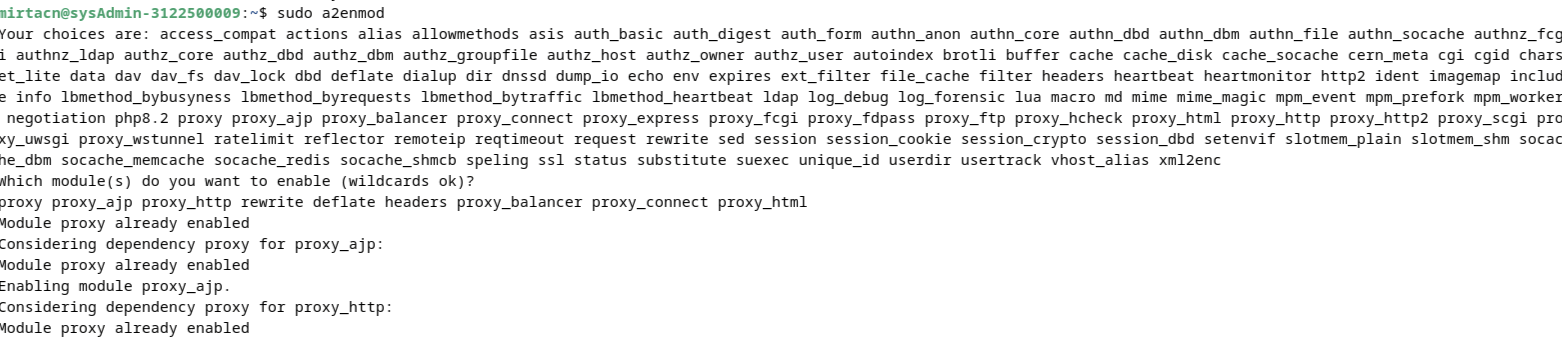 mirtacn@sysAdmin-3122500009:~$ sudo a2enmod
Your choices are: access_compat actions alias allowmethods asis auth_basic auth_digest auth_form authn_anon authn_core authn_dbd authn_dbm authn_file authn_socache authnz_fcg
i authnz_ldap authz_core authz_dbd authz_dbm authz_groupfile authz_host authz_owner authz_user autoindex brotli buffer cache cache_disk cache_socache cern_meta cgi cgid chars
et_lite data dav dav_fs dav_lock dbd deflate dialup dir dnssd dump_io echo env expires ext_filter file_cache filter headers heartbeat heartmonitor http2 ident imagemap includ
e info lbmethod_bybusyness lbmethod_byrequests lbmethod_bytraffic lbmethod_heartbeat ldap log_debug log_forensic lua macro md mime mime_magic mpm_event mpm_prefork mpm_worker
negotiation php8.2 proxy proxy_ajp proxy_balancer proxy_connect proxy_express proxy_fcgi proxy_fdpass proxy_ftp proxy_hcheck proxy_html proxy_http proxy_http2 proxy_scgi pro
xy_uwsgi proxy_wstunnel ratelimit reflector remoteip reqtimeout request rewrite sed session session_cookie session_crypto session_dbd setenvif slotmem_plain slotmem_shm socac
he_dbm socache_memcache socache_redis socache_shmcb speling ssl status substitute suexec unique_id userdir usertrack vhost_alias xml2enc
Which module(s) do you want to enable (wildcards ok)?
proxy proxy_ajp proxy_http rewrite deflate headers proxy_balancer proxy_connect proxy_html
Module proxy already enabled
Considering dependency proxy for proxy_ajp:
Module proxy already enabled
Enabling module proxy_ajp.
Considering dependency proxy for proxy_http:
Module proxy already enabled